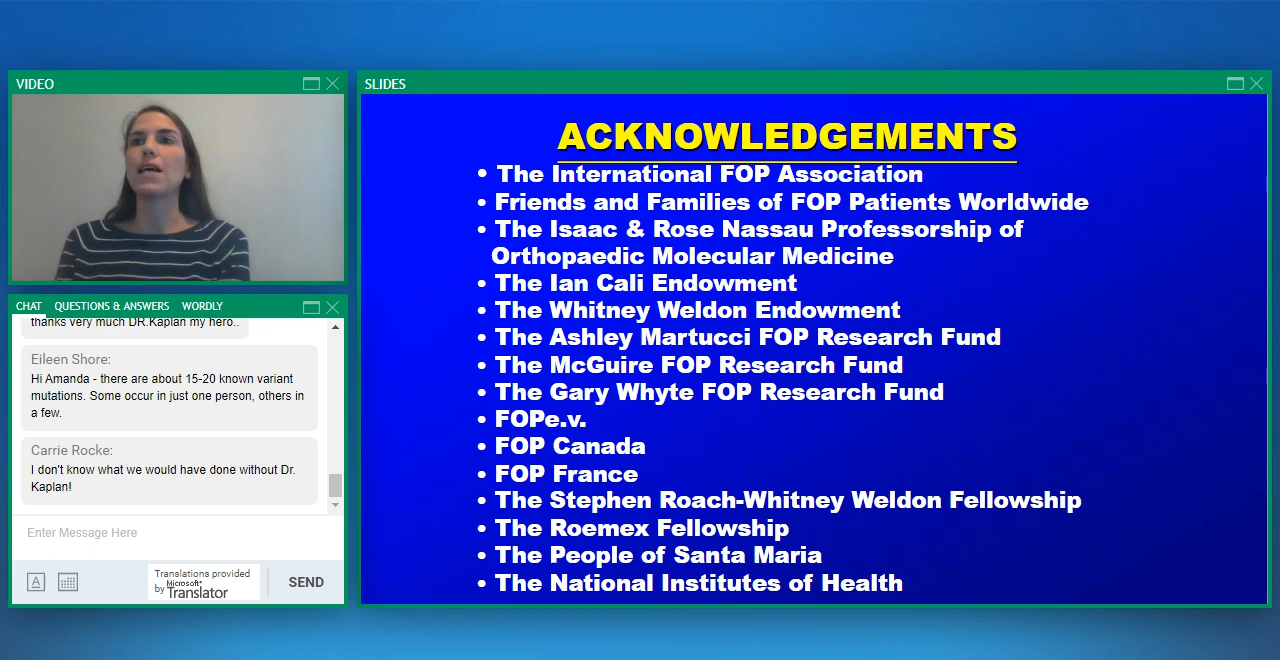 VIDEO
SLIDES
ACKNOWLEDGEMENTS
• The International FOP Association
• Friends and Families of FOP Patients Worldwide
• The Isaac & Rose Nassau Professorship of
Orthopaedic Molecular Medicine
• The Ian Cali Endowment
• The Whitney Weldon Endowment
• The Ashley Martucci FOP Research Fund
• The McGuire FOP Research Fund
• The Gary Whyte FOP Research Fund
• FOPe.v.
• FOP Canada
• FOP France
• The Stephen Roach-Whitney Weldon Fellowship
• The Roemex Fellowship
• The People of Santa Maria
• The National Institutes of Health
CHAT QUESTIONS & ANSWERS WORDLY
thanks very much DR.Kaplan my hero..
Eileen Shore:
Hi Amanda - there are about 15-20 known variant
mutations. Some occur in just one person, others in
a few.
Carrie Rocke:
I don't know what we would have done without Dr.
Kaplan!
Enter Message Here
A
Translations provided
by Microsoft®
Translator
SEND